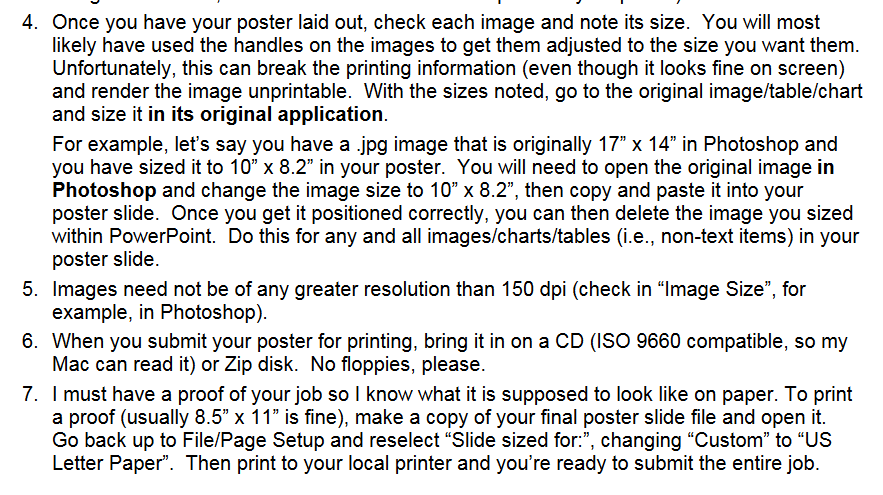 4. Once you have your poster laid out, check each image and note its size.  You will most
likely have used the handles on the images to get them adjusted to the size you want them.
Unfortunately, this can break the printing information (even though it looks fine on screen)
and render the image unprintable.  With the sizes noted, go to the original image/table/chart
and size it in its original application.
For example, let’s say you have a .jpg image that is originally 17” x 14” in Photoshop and
you have sized it to 10” x 8.2” in your poster.  You will need to open the original image in
Photoshop and change the image size to 10” x 8.2”, then copy and paste it into your
poster slide.  Once you get it positioned correctly, you can then delete the image you sized
within PowerPoint.  Do this for any and all images/charts/tables (i.e., non-text items) in your
poster slide.
5. Images need not be of any greater resolution than 150 dpi (check in “Image Size”, for
example, in Photoshop).
6. When you submit your poster for printing, bring it in on a CD (ISO 9660 compatible, so my
Mac can read it) or Zip disk.  No floppies, please.
7. I must have a proof of your job so I know what it is supposed to look like on paper. To print
a proof (usually 8.5” x 11” is fine), make a copy of your final poster slide file and open it.
Go back up to File/Page Setup and reselect “Slide sized for:”, changing “Custom” to “US
Letter Paper”.  Then print to your local printer and you’re ready to submit the entire job.